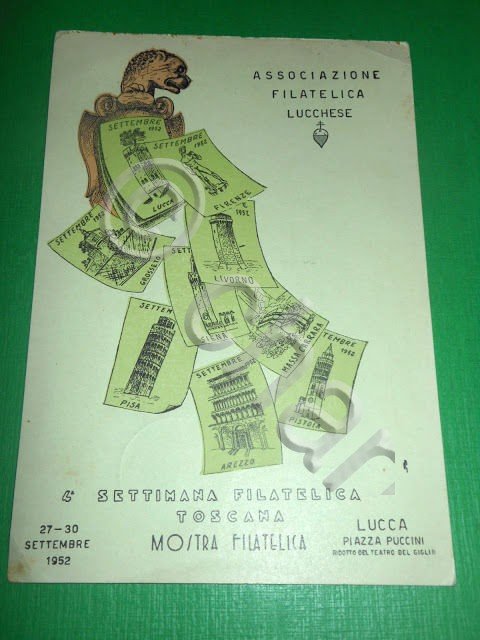 ASSOCIAZIONE
FILATELICA
LUCCHESE
SETTEMBRE
1952
LUCCA
SETTEMBRE
1952
FIRENZE
SETTEMBRE
GROSSETO
1952
LIVORNO
SETT
SIENA
MASSA CARRARA
TEMBRE
1952
PISTOIA
SETTEMBRE
PISA
SETTEMBRE
AREZZO
4ª SETTIMANA FILATELICA
TOSCANA
MOSTRA FILATELICA
27-30
SETTEMBRE
1952
LUCCA
PIAZZA PUCCINI
RIDOTTO DEL TEATRO DEL GIGLIO